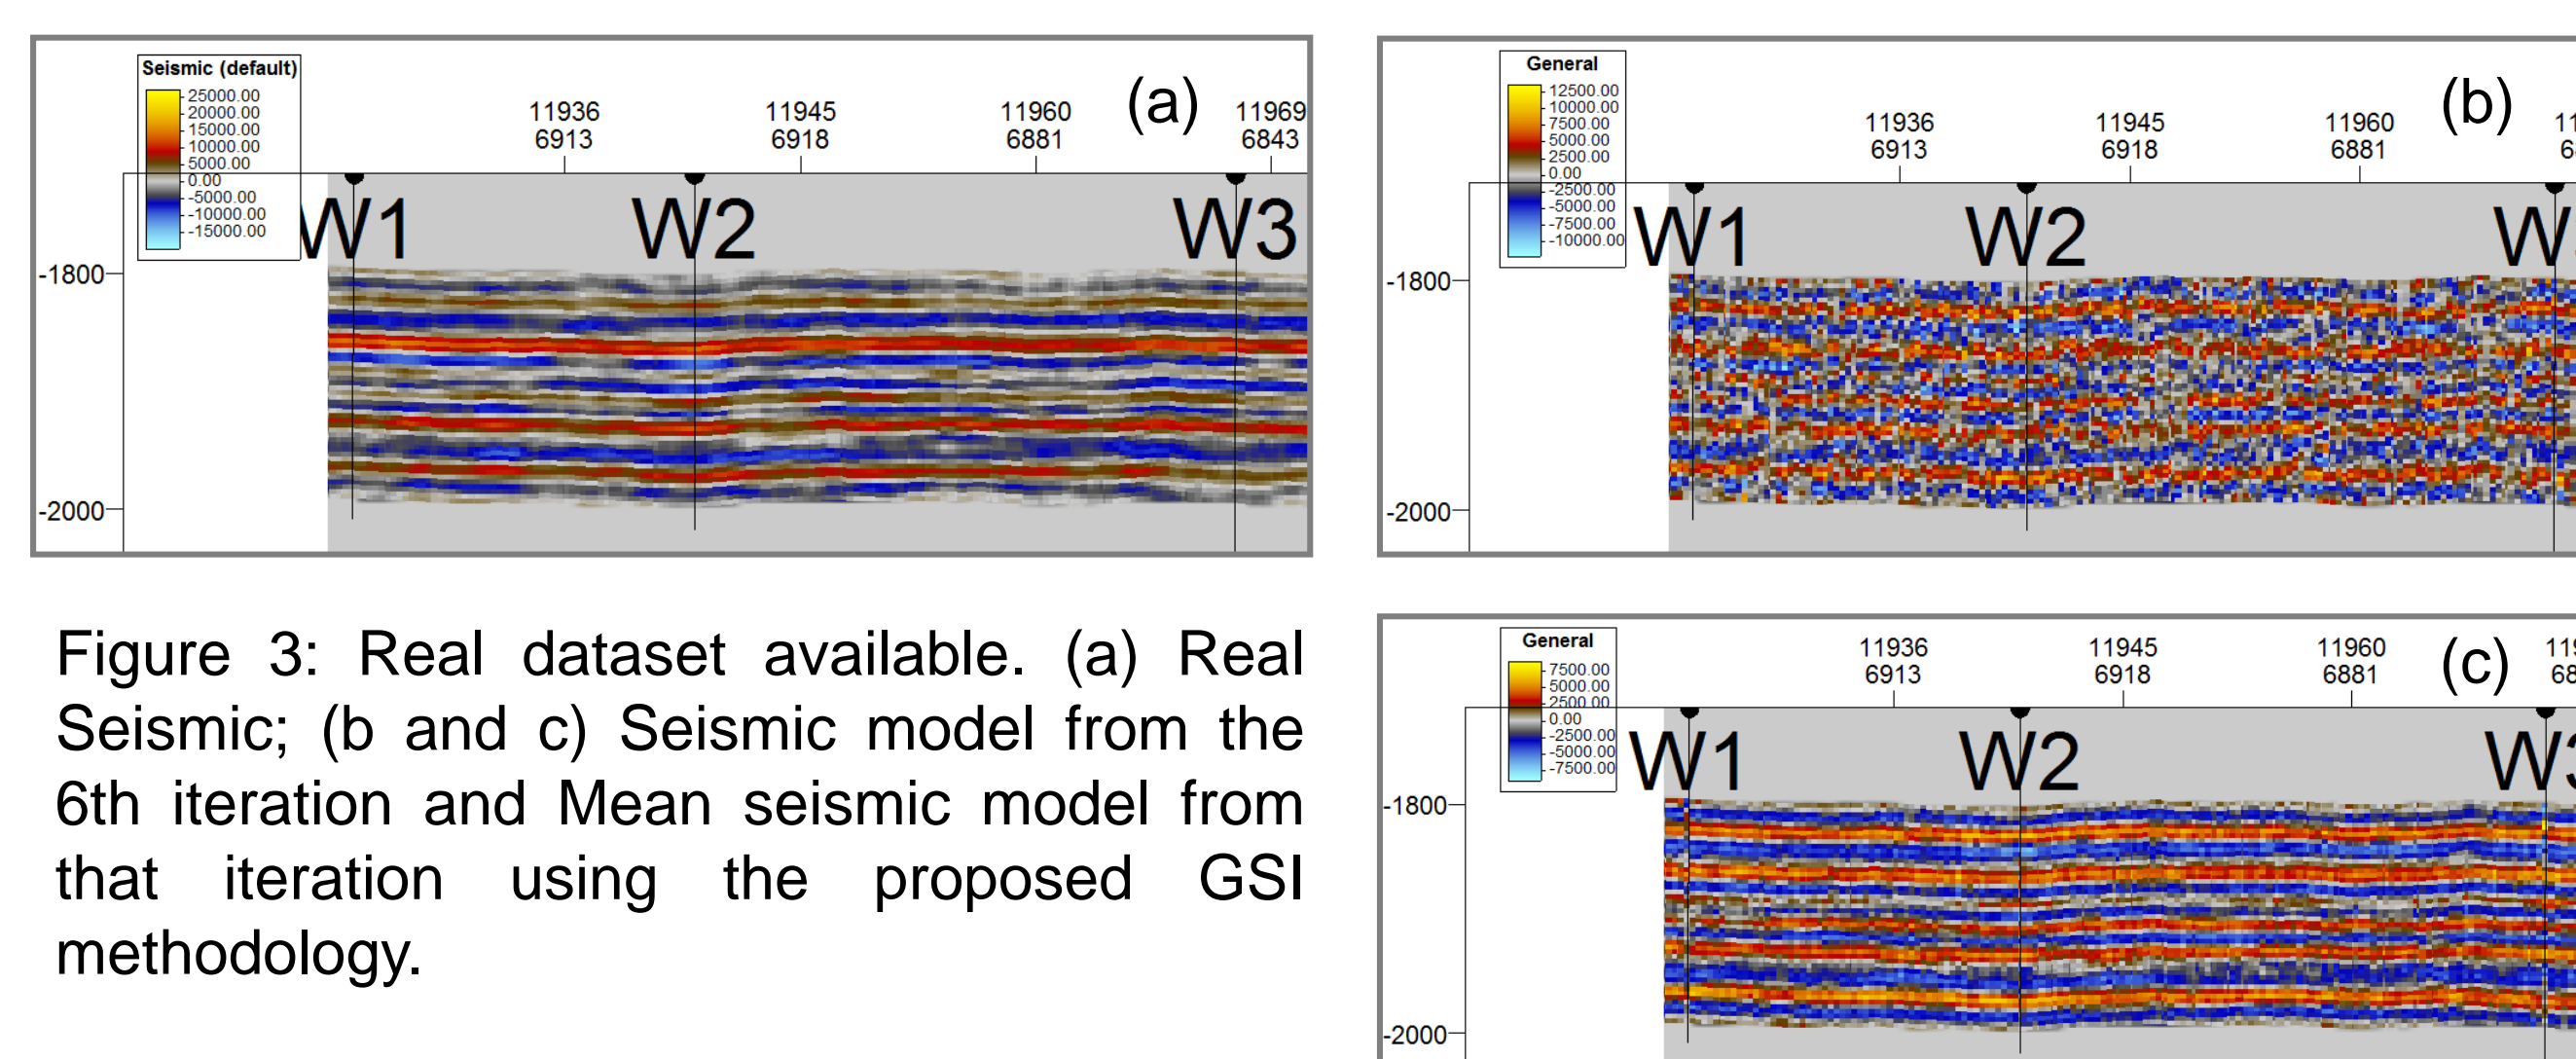 Seismic (default)
25000.00
20000.00
15000.00
10000.00
5000.00
0.00
-5000.00
-10000.00
-15000.00
11936
6913
11945
6918
11960
6881
11969
6843
(a)
W1
W2
W3
-1800
-2000
General
12500.00
10000.00
7500.00
5000.00
2500.00
0.00
-2500.00
-5000.00
-7500.00
-10000.00
11936
6913
11945
6918
11960
6881
(b)
W1
W2
-1800
-2000
Figure 3: Real dataset available. (a) Real
Seismic; (b and c) Seismic model from the
6th iteration and Mean seismic model from
that iteration using the proposed GSI
methodology.
General
7500.00
5000.00
2500.00
0.00
-2500.00
-5000.00
-7500.00
11936
6913
11945
6918
11960
6881
(c)
W1
W2
-1800
-2000